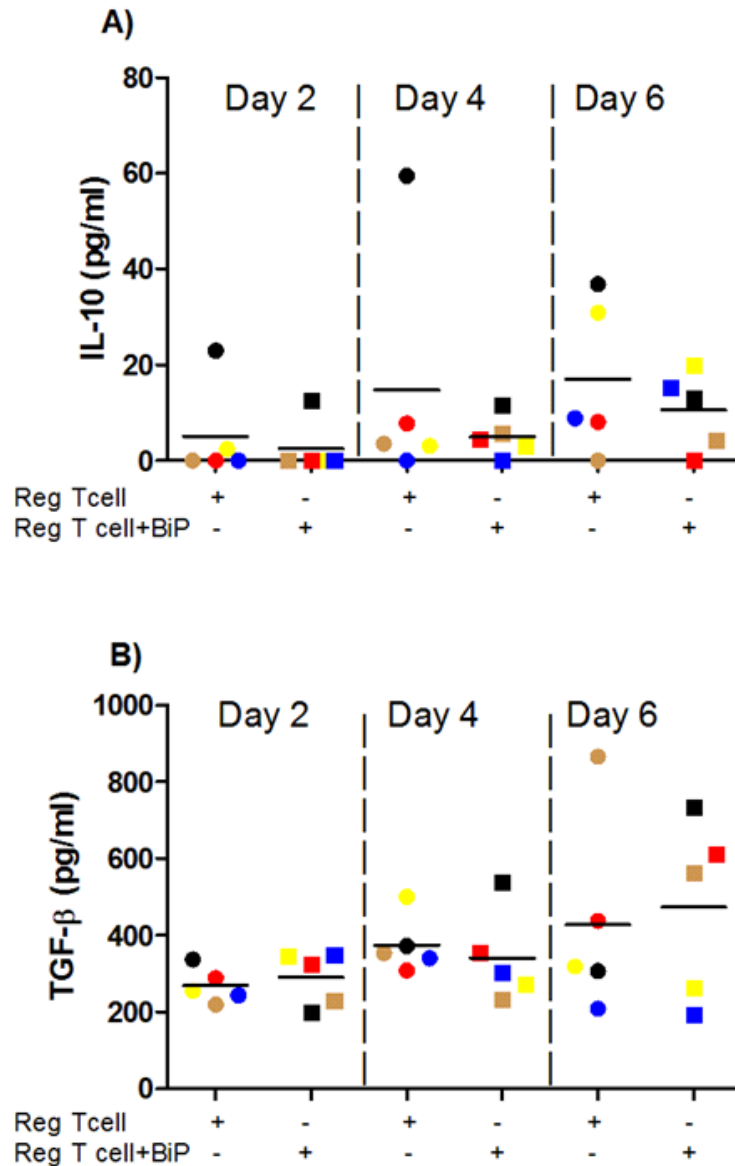 A)
80
60
40
20
0
IL-10 (pg/ml)
Day 2
Day 4
Day 6
Reg Tcell + - + - + -
Reg T cell+BiP - + - + - +
B)
1000
800
600
400
200
0
TGF-β (pg/ml)
Day 2
Day 4
Day 6
Reg Tcell + - + - + -
Reg T cell+BiP - + - + - +